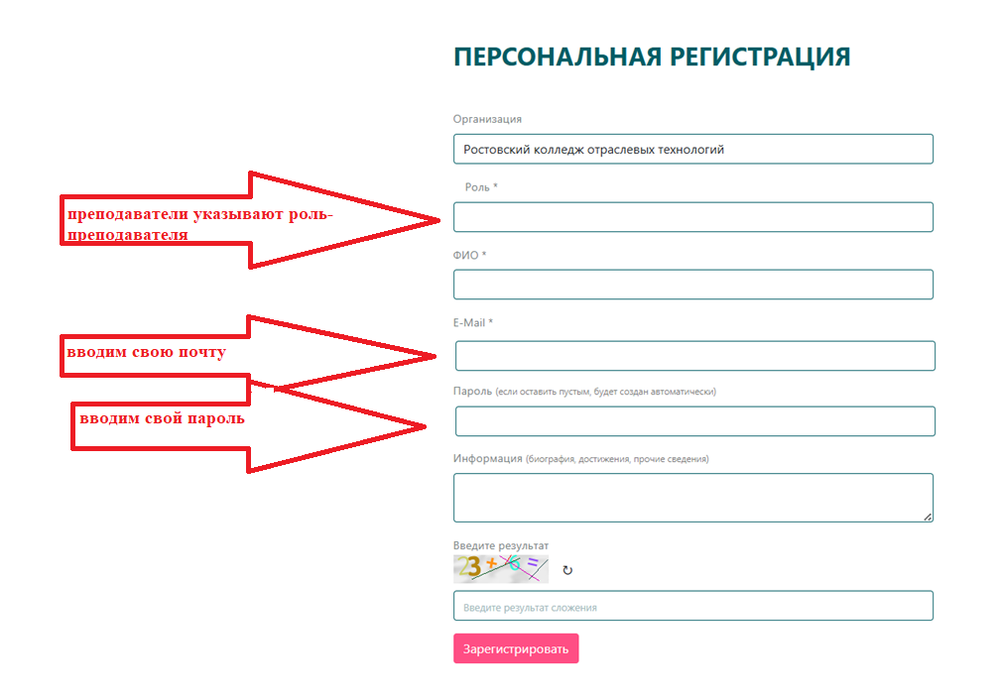 ПЕРСОНАЛЬНАЯ РЕГИСТРАЦИЯ
Организация
Ростовский колледж отраслевых технологий
Роль *
преподаватели указывают роль-
преподавателя
ФИО *
E-Mail *
вводим свою почту
Пароль (если оставить пустым, будет создан автоматически)
вводим свой пароль
Информация (биография, достижения, прочие сведения)
Введите результат
23 + 6 =
Введите результат сложения
Зарегистрировать